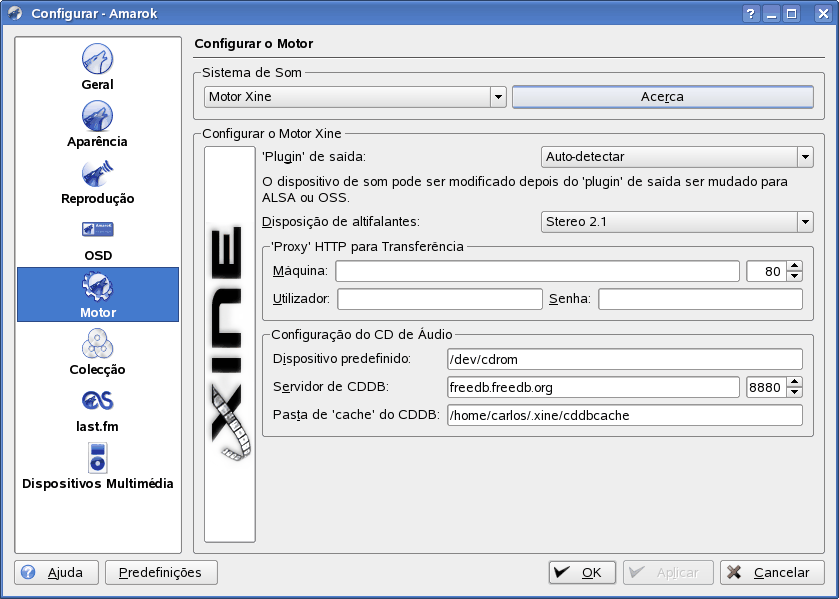 Configurar - Amarok
Geral
Aparência
Reprodução
OSD
Motor
Colecção
last.fm
Dispositivos Multimédia
Configurar o Motor
Sistema de Som
Motor Xine
Acerca
Configurar o Motor Xine
XINE
'Plugin' de saída:
Auto-detectar
O dispositivo de som pode ser modificado depois do 'plugin' de saída ser mudado para
ALSA ou OSS.
Disposição de altifalantes:
Stereo 2.1
'Proxy' HTTP para Transferência
Máquina:
80
Utilizador:
Senha:
Configuração do CD de Áudio
Dispositivo predefinido:
/dev/cdrom
Servidor de CDDB:
freedb.freedb.org
8880
Pasta de 'cache' do CDDB:
/home/carlos/.xine/cddbcache
Ajuda
Predefinições
OK
Aplicar
Cancelar